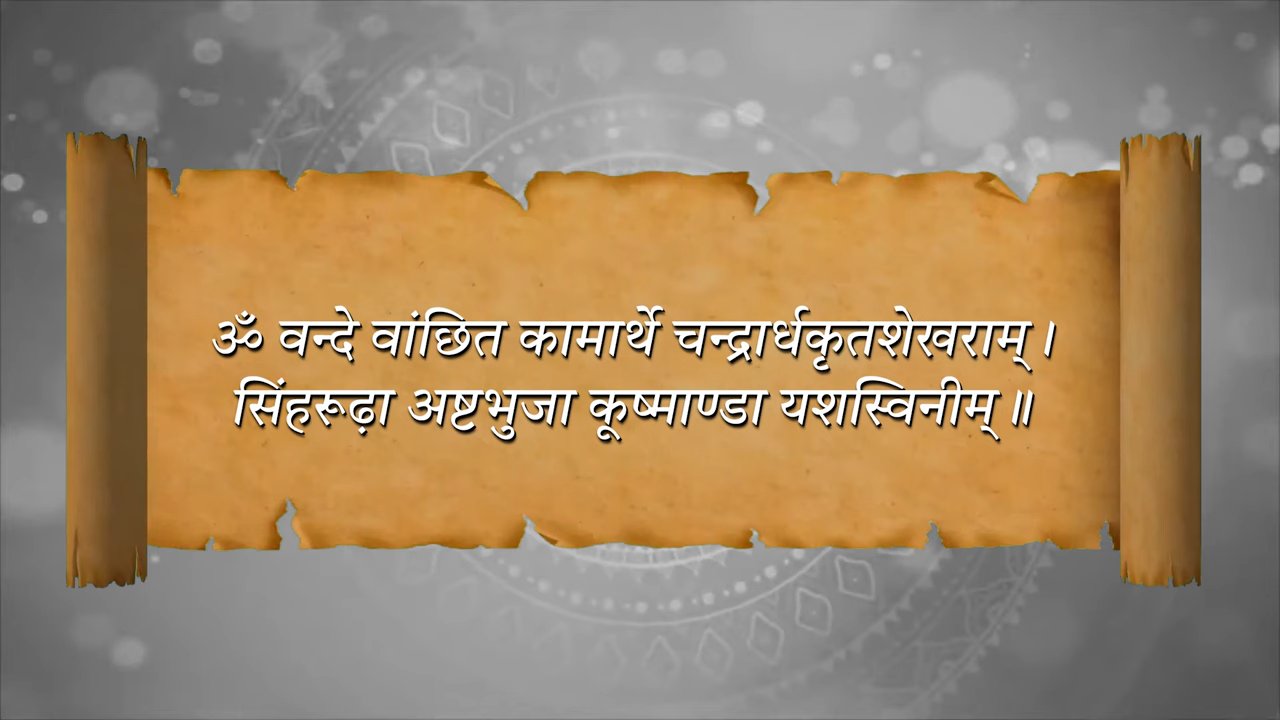 ॐ वन्दे वांछित कामार्थे चन्द्रार्धकृतशेखराम् ।
सिंहरूढ़ा अष्टभुजा कूष्माण्डा यशस्विनीम् ॥